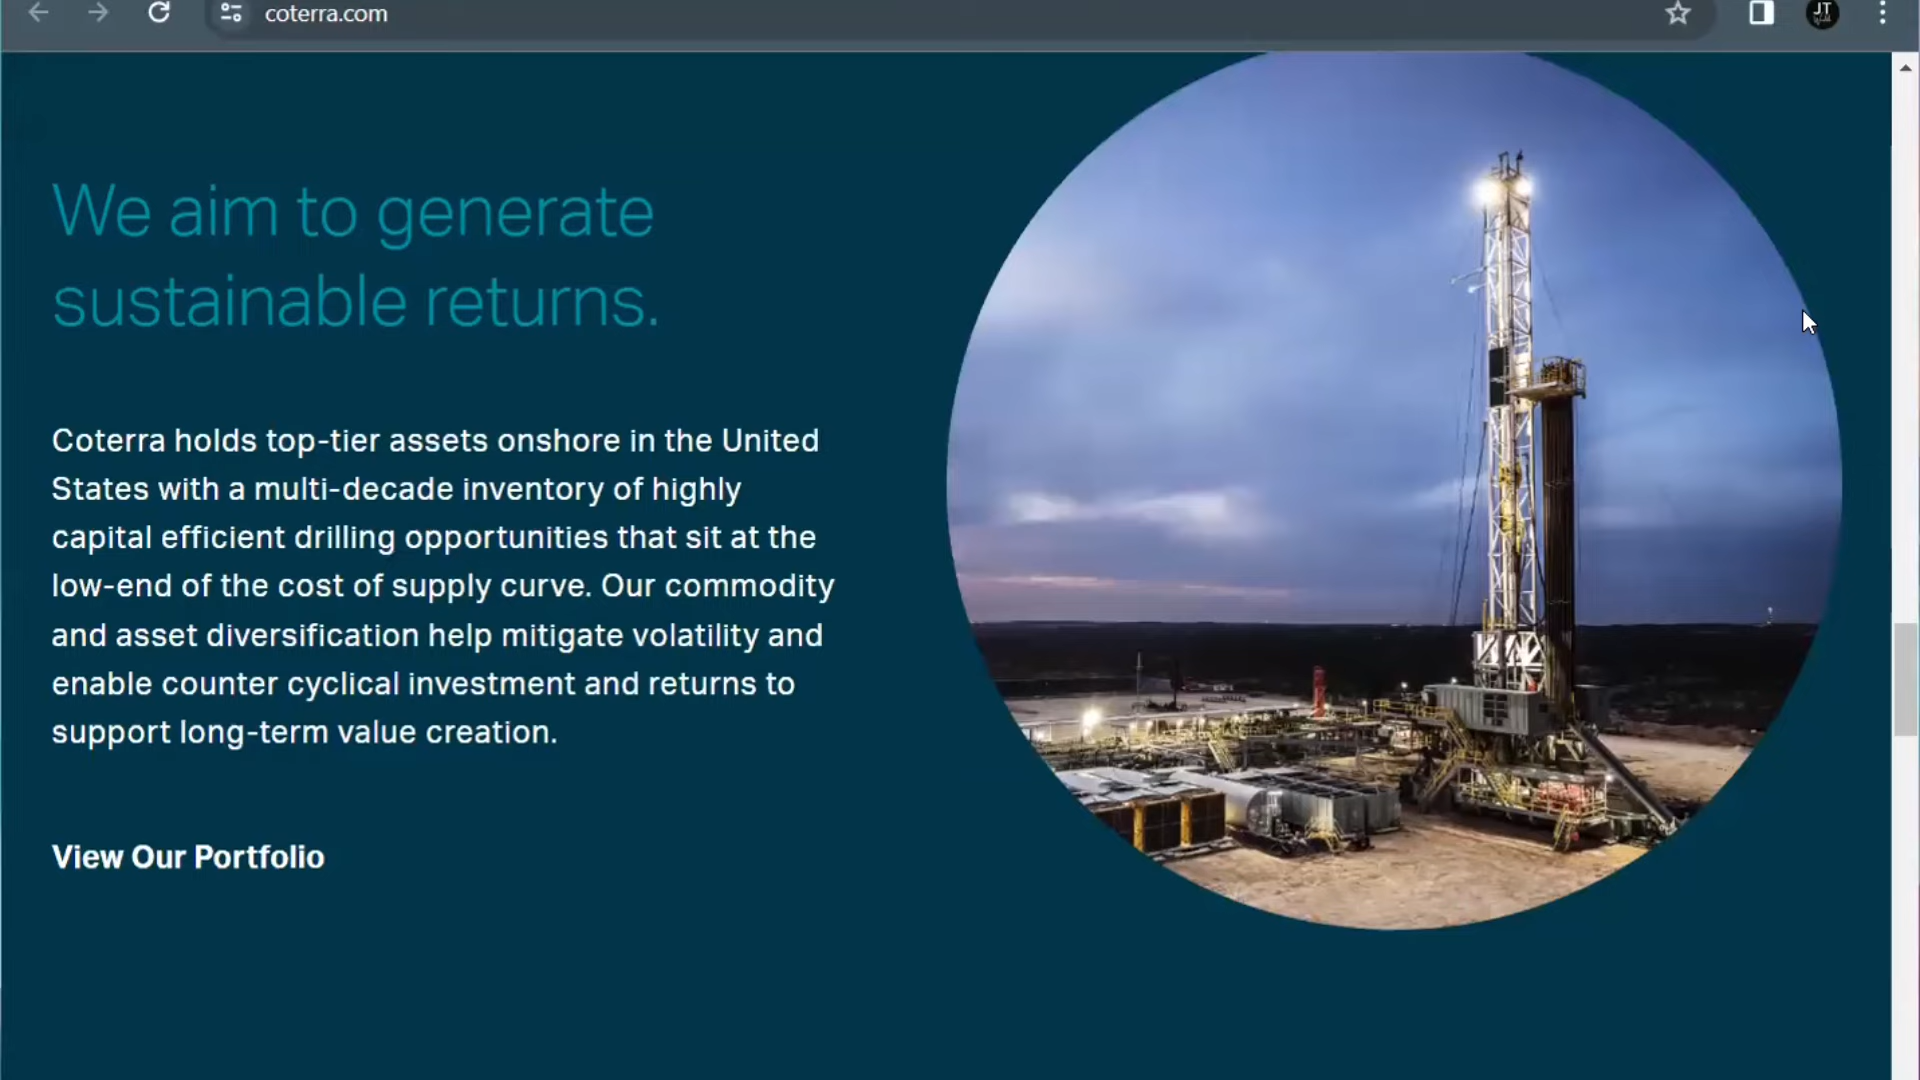 coterra.com
JT
We aim to generate
sustainable returns.
Coterra holds top-tier assets onshore in the United
States with a multi-decade inventory of highly
capital efficient drilling opportunities that sit at the
low-end of the cost of supply curve. Our commodity
and asset diversification help mitigate volatility and
enable counter cyclical investment and returns to
support long-term value creation.
View Our Portfolio